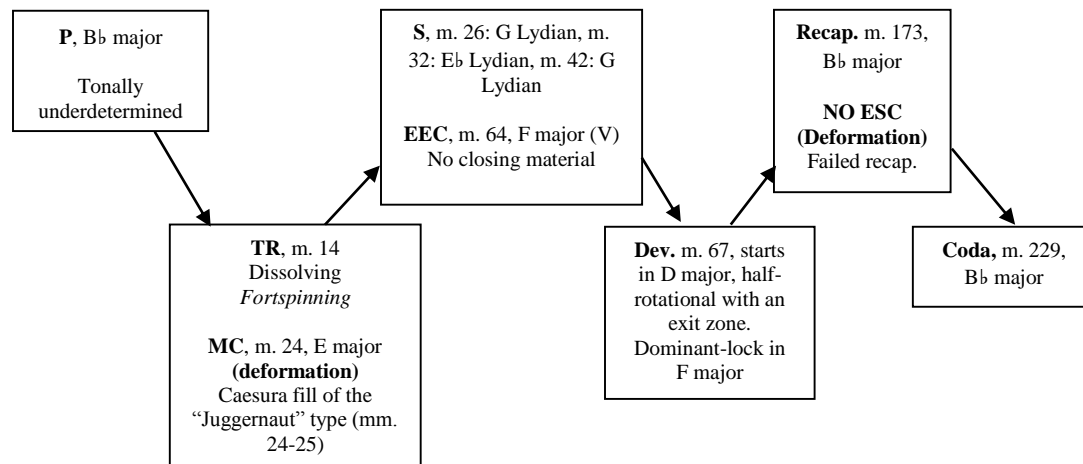 P, B♭ major
Tonally
underdetermined
TR, m. 14
Dissolving
Fortspinning
MC, m. 24, E major
(deformation)
Caesura fill of the
“Juggernaut” type (mm.
24-25)
S, m. 26: G Lydian, m.
32: E♭ Lydian, m. 42: G
Lydian
EEC, m. 64, F major (V)
No closing material
Dev. m. 67, starts
in D major, half-
rotational with an
exit zone.
Dominant-lock in
F major
Recap. m. 173,
B♭ major
NO ESC
(Deformation)
Failed recap.
Coda, m. 229,
B♭ major